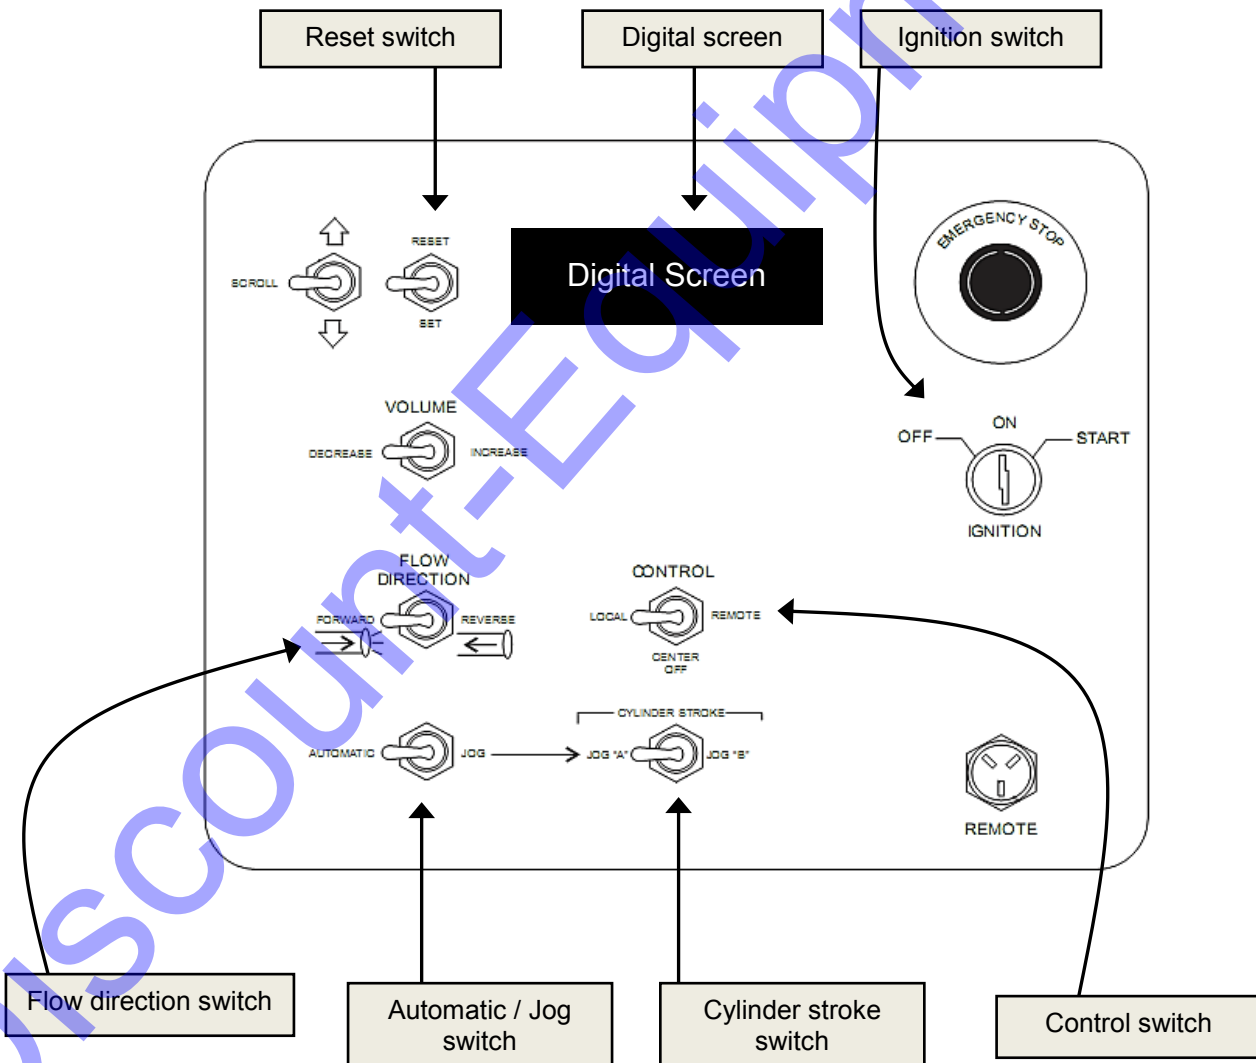 Reset switch
Digital screen
Ignition switch
EMERGENCY STOP
RESET
SCROLL
SET
Digital Screen
VOLUME
DECREASE
INCREASE
OFF
ON
START
IGNITION
FLOW
DIRECTION
FORWARD
REVERSE
CONTROL
LOCAL
REMOTE
CENTER
OFF
CYLINDER STROKE
AUTOMATIC
JOG
JOG "A"
JOG "B"
REMOTE
Flow direction switch
Automatic / Jog
switch
Cylinder stroke
switch
Control switch
Discount-Equipm